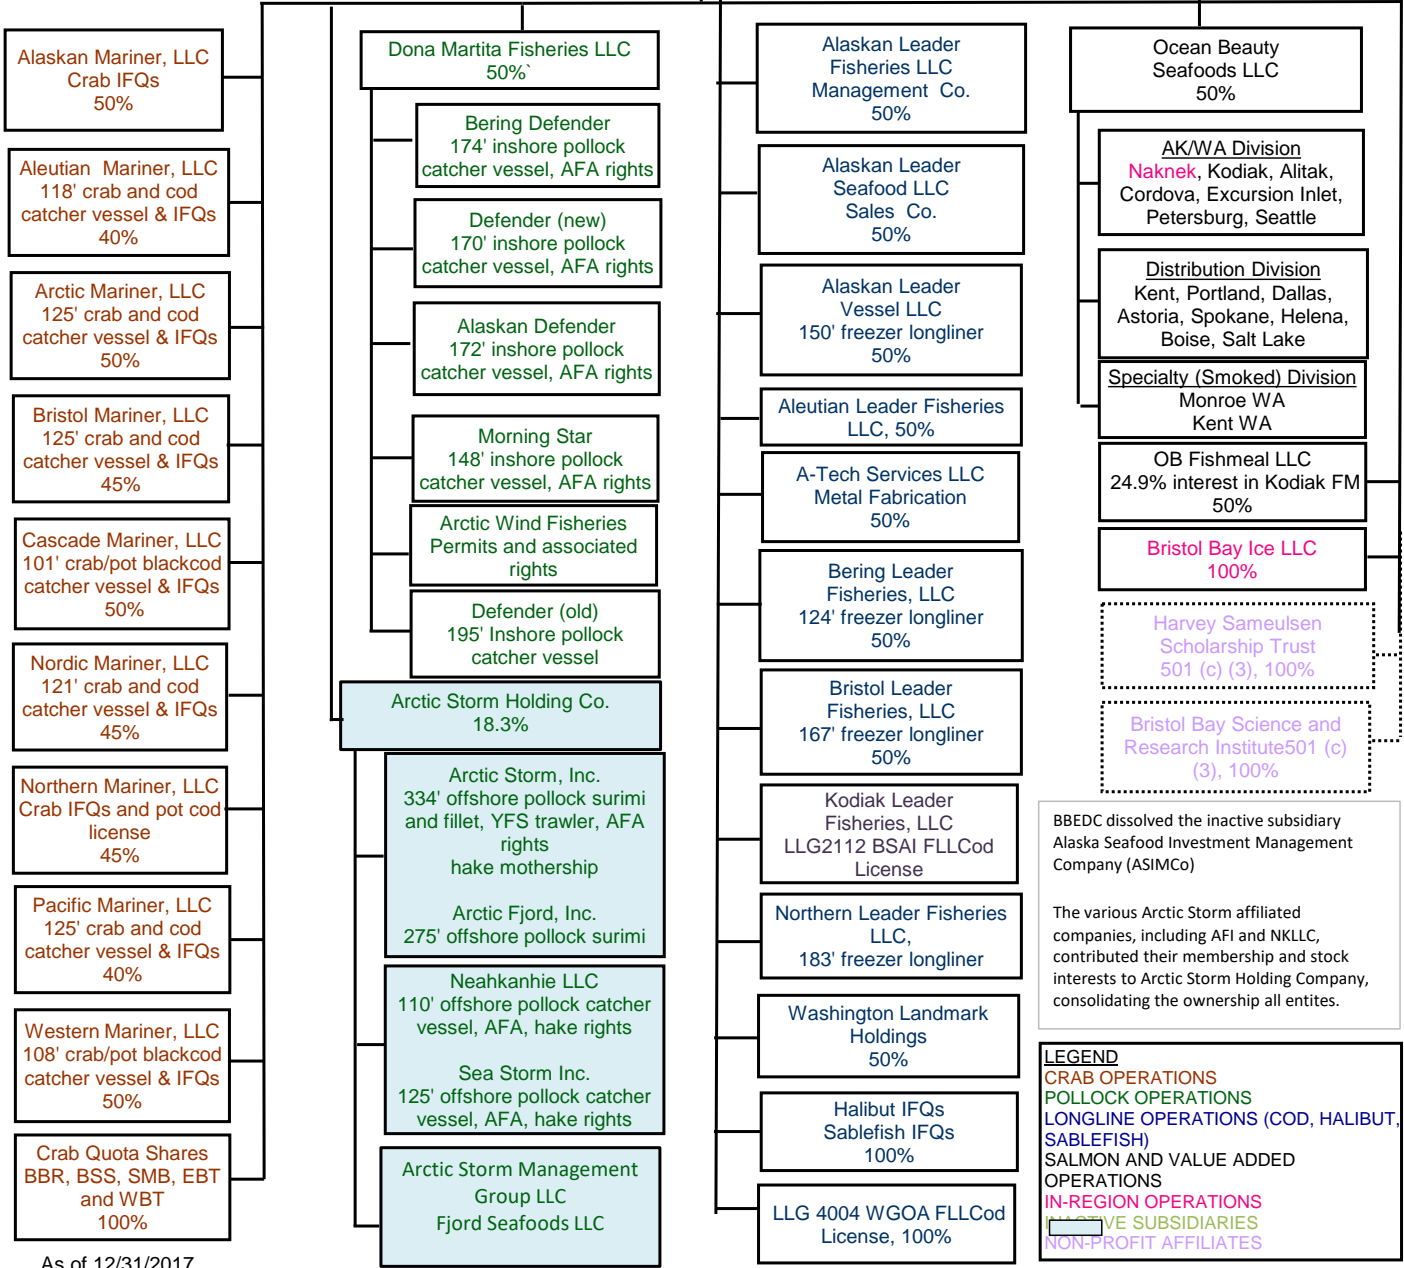 Alaskan Mariner, LLC
Crab IFQs
50%
Aleutian  Mariner, LLC
118' crab and cod
catcher vessel & IFQs
40%
Arctic Mariner, LLC
125' crab and cod
catcher vessel & IFQs
50%
Bristol Mariner, LLC
125' crab and cod
catcher vessel & IFQs
45%
Cascade Mariner, LLC
101' crab/pot blackcod
catcher vessel & IFQs
50%
Nordic Mariner, LLC
121' crab and cod
catcher vessel & IFQs
45%
Northern Mariner, LLC
Crab IFQs and pot cod
license
45%
Pacific Mariner, LLC
125' crab and cod
catcher vessel & IFQs
40%
Western Mariner, LLC
108' crab/pot blackcod
catcher vessel & IFQs
50%
Crab Quota Shares
BBR, BSS, SMB, EBT
and WBT
100%
As of 12/31/2017
Dona Martita Fisheries LLC
50%`
Bering Defender
174' inshore pollock
catcher vessel, AFA rights
Defender (new)
170' inshore pollock
catcher vessel, AFA rights
Alaskan Defender
172' inshore pollock
catcher vessel, AFA rights
Morning Star
148' inshore pollock
catcher vessel, AFA rights
Arctic Wind Fisheries
Permits and associated
rights
Defender (old)
195' Inshore pollock
catcher vessel
Arctic Storm Holding Co.
18.3%
Arctic Storm, Inc.
334' offshore pollock surimi
and fillet, YFS trawler, AFA
rights
hake mothership
Arctic Fjord, Inc.
275' offshore pollock surimi
Neahkanhie LLC
110' offshore pollock catcher
vessel, AFA, hake rights
Sea Storm Inc.
125' offshore pollock catcher
vessel, AFA, hake rights
Arctic Storm Management
Group LLC
Fjord Seafoods LLC
Alaskan Leader
Fisheries LLC
Management  Co.
50%
Alaskan Leader
Seafood LLC
Sales  Co.
50%
Alaskan Leader
Vessel LLC
150' freezer longliner
50%
Aleutian Leader Fisheries
LLC, 50%
A-Tech Services LLC
Metal Fabrication
50%
Bering Leader
Fisheries, LLC
124' freezer longliner
50%
Bristol Leader
Fisheries, LLC
167' freezer longliner
50%
Kodiak Leader
Fisheries, LLC
LLG2112 BSAI FLLCod
License
Northern Leader Fisheries
LLC,
183' freezer longliner
Washington Landmark
Holdings
50%
Halibut IFQs
Sablefish IFQs
100%
LLG 4004 WGOA FLLCod
License, 100%
Ocean Beauty
Seafoods LLC
50%
AK/WA Division
Naknek, Kodiak, Alitak,
Cordova, Excursion Inlet,
Petersburg, Seattle
Distribution Division
Kent, Portland, Dallas,
Astoria, Spokane, Helena,
Boise, Salt Lake
Specialty (Smoked) Division
Monroe WA
Kent WA
OB Fishmeal LLC
24.9% interest in Kodiak FM
50%
Bristol Bay Ice LLC
100%
Harvey Sameulsen
Scholarship Trust
501 (c) (3), 100%
Bristol Bay Science and
Research Institute501 (c)
(3), 100%
BBEDC dissolved the inactive subsidiary
Alaska Seafood Investment Management
Company (ASIMCo)
The various Arctic Storm affiliated
companies, including AFI and NKLLC,
contributed their membership and stock
interests to Arctic Storm Holding Company,
consolidating the ownership all entites.
LEGEND
CRAB OPERATIONS
POLLOCK OPERATIONS
LONGLINE OPERATIONS (COD, HALIBUT,
SABLEFISH)
SALMON AND VALUE ADDED
OPERATIONS
IN-REGION OPERATIONS
INACTIVE SUBSIDIARIES
NON-PROFIT AFFILIATES